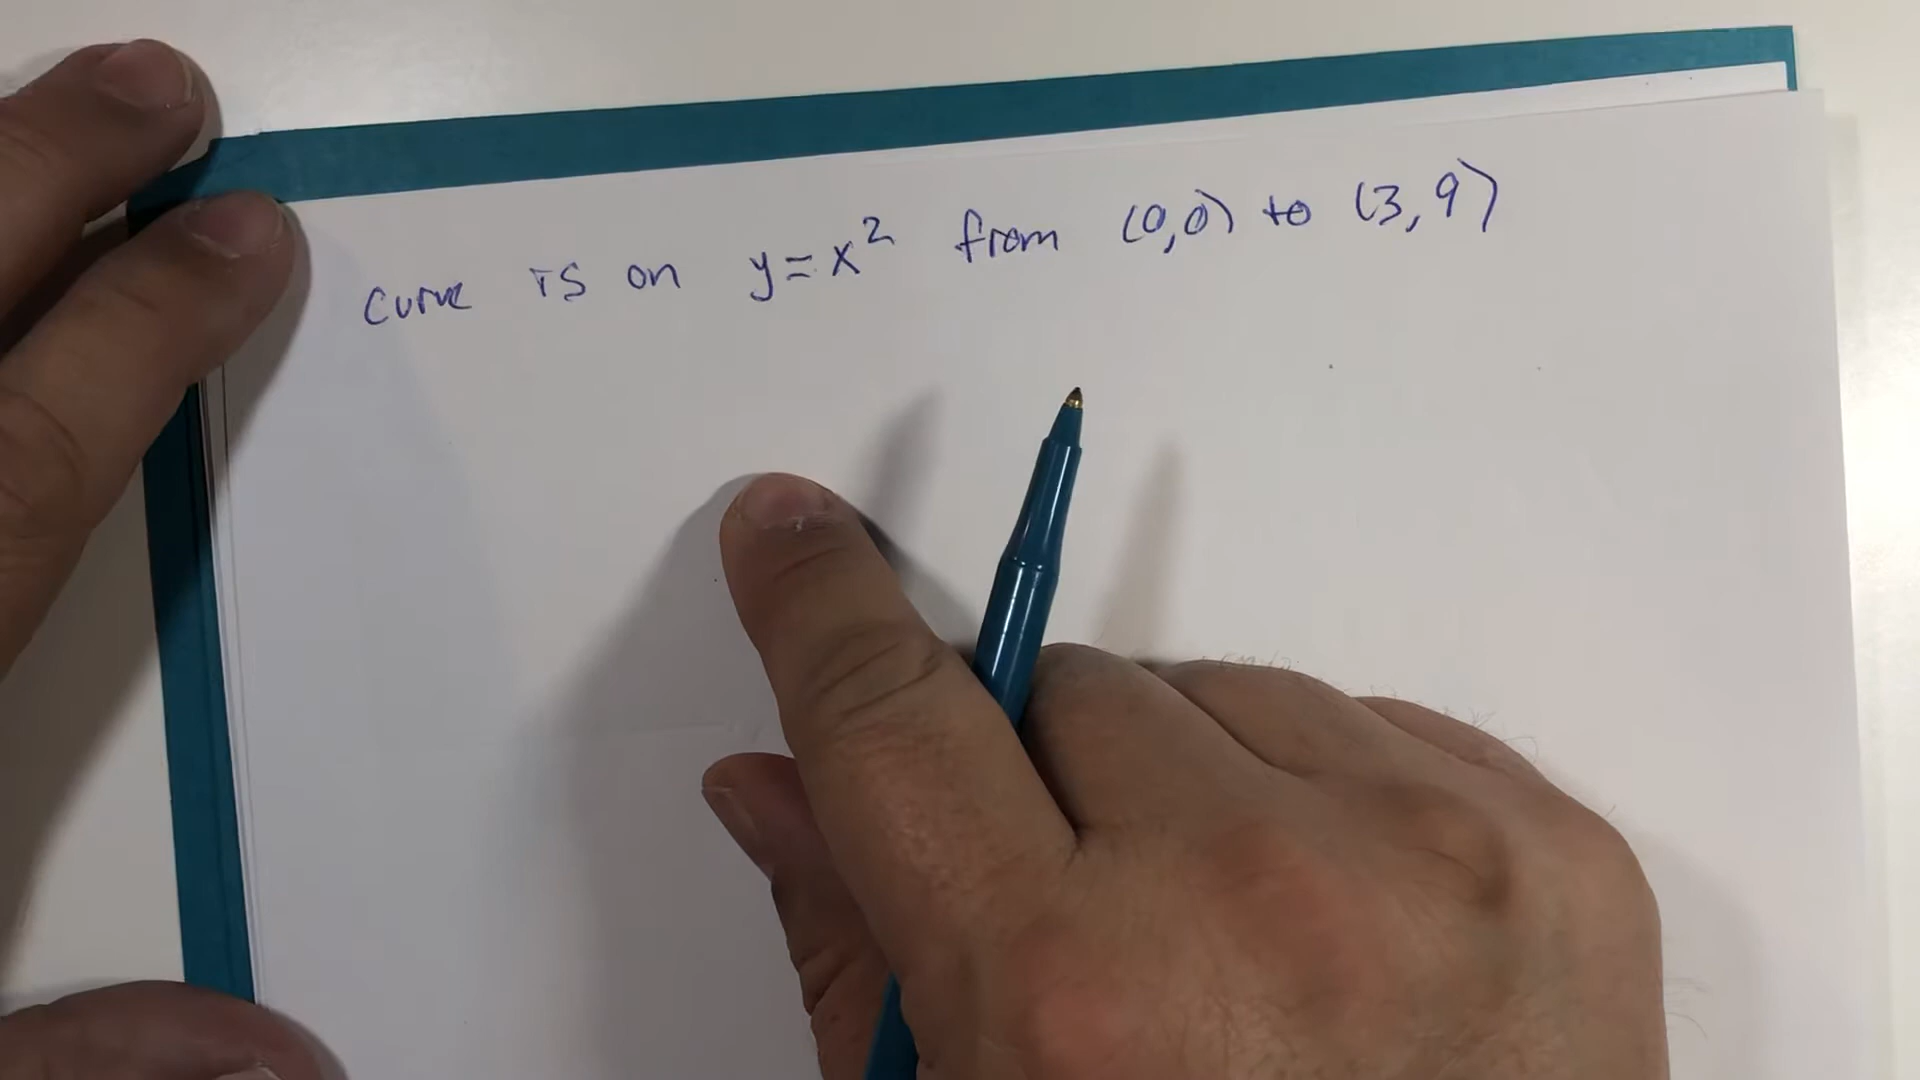 curve is on y=x² from (0,0) to (3,9)